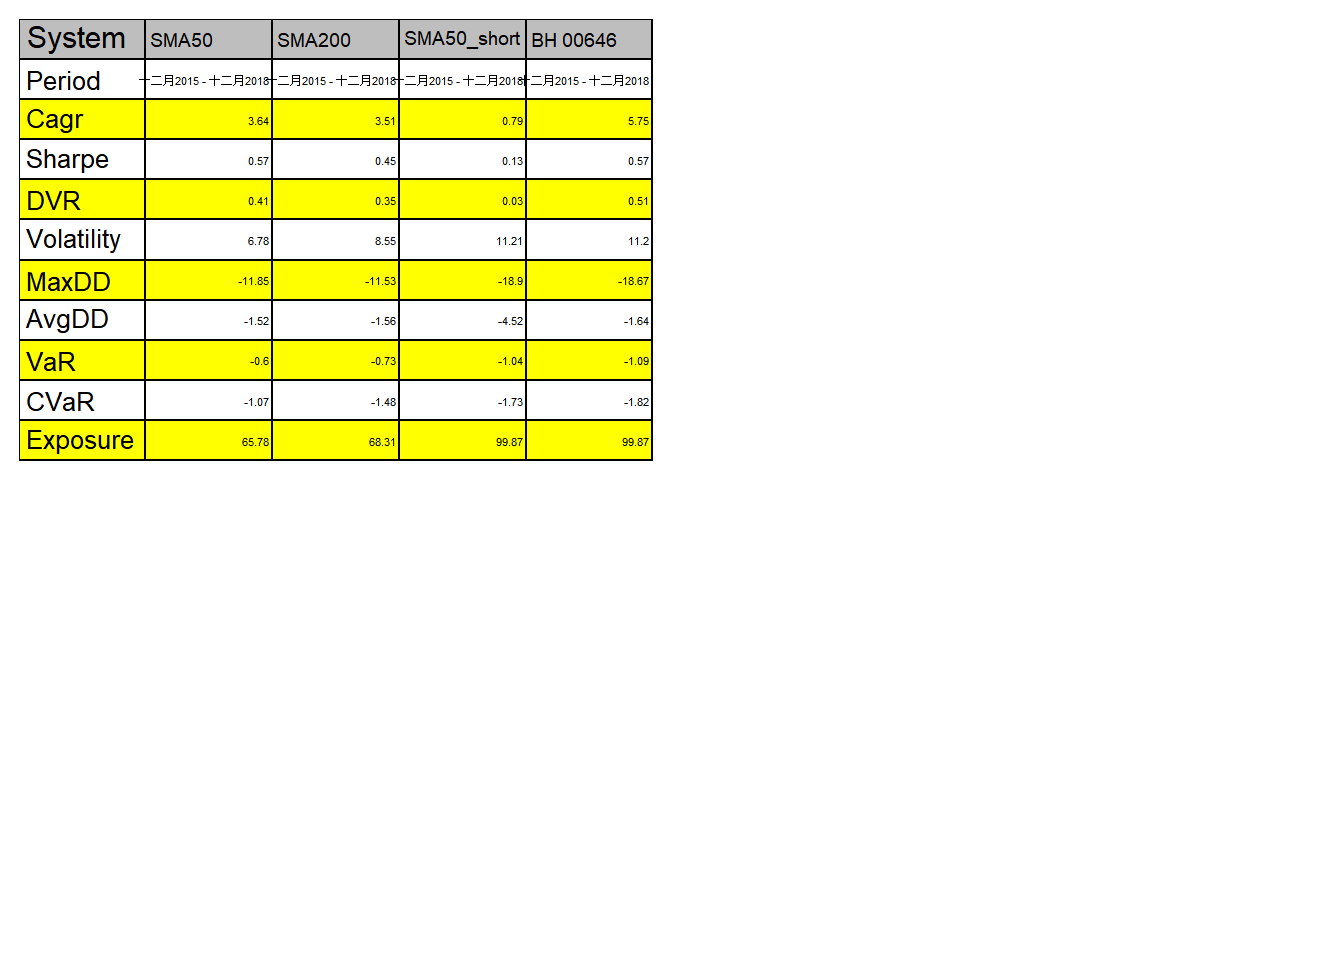 System SMA50 SMA200 SMA50_short BH 00646
Period 十二月2015 - 十二月2018 十二月2015 - 十二月2018 十二月2015 - 十二月2018 十二月2015 - 十二月2018
Cagr 3.64 3.51 0.79 5.75
Sharpe 0.57 0.45 0.13 0.57
DVR 0.41 0.35 0.03 0.51
Volatility 6.78 8.55 11.21 11.2
MaxDD -11.85 -11.53 -18.9 -18.67
AvgDD -1.52 -1.56 -4.52 -1.64
VaR -0.6 -0.73 -1.04 -1.09
CVaR -1.07 -1.48 -1.73 -1.82
Exposure 65.78 68.31 99.87 99.87